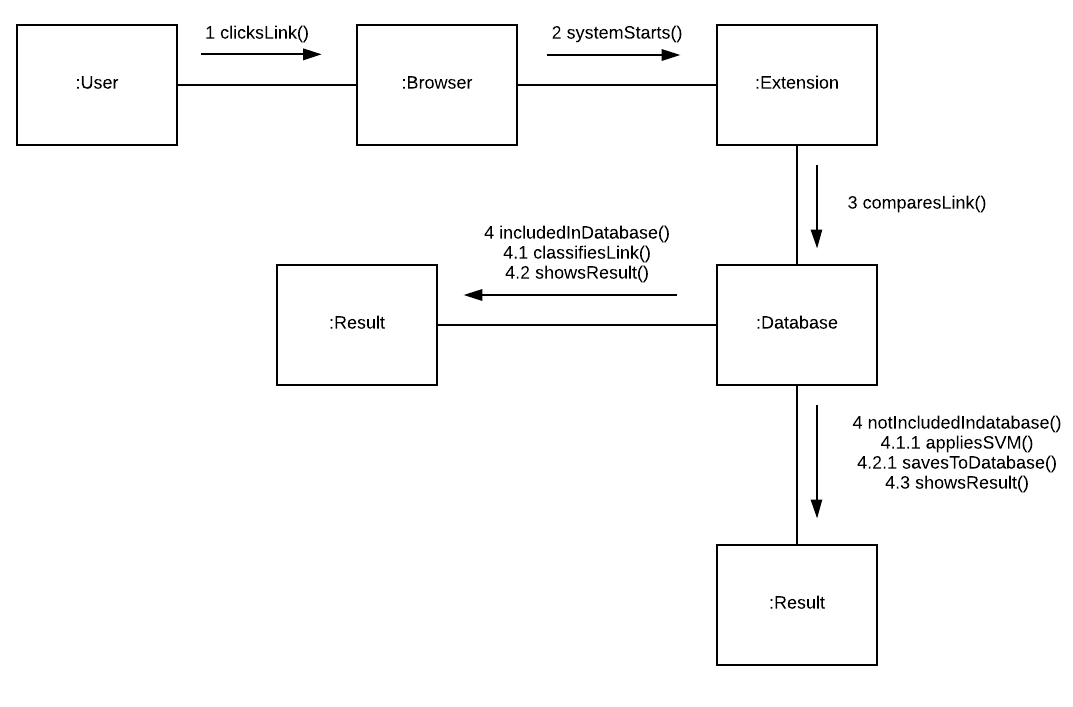 1 clicksLink()
2 systemStarts()
:User
:Browser
:Extension
3 comparesLink()
4 includedInDatabase()
4.1 classifiesLink()
4.2 showsResult()
:Result
:Database
4 notIncludedIndatabase()
4.1.1 appliesSVM()
4.2.1 savesToDatabase()
4.3 showsResult()
:Result